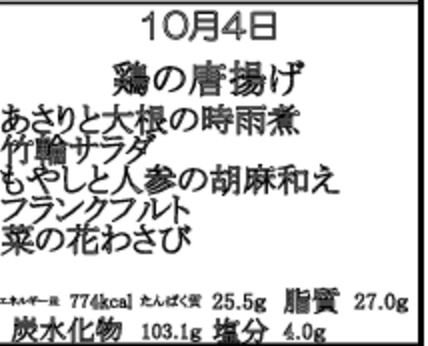 10月4日
鶏の唐揚げ
あさりと大根の時雨煮
竹輪サラダ
もやしと人参の胡麻和え
フランクフルト
菜の花わさび
エネルギー量 774kcal たんぱく質 25.5g 脂質 27.0g
炭水化物 103.1g 塩分 4.0g